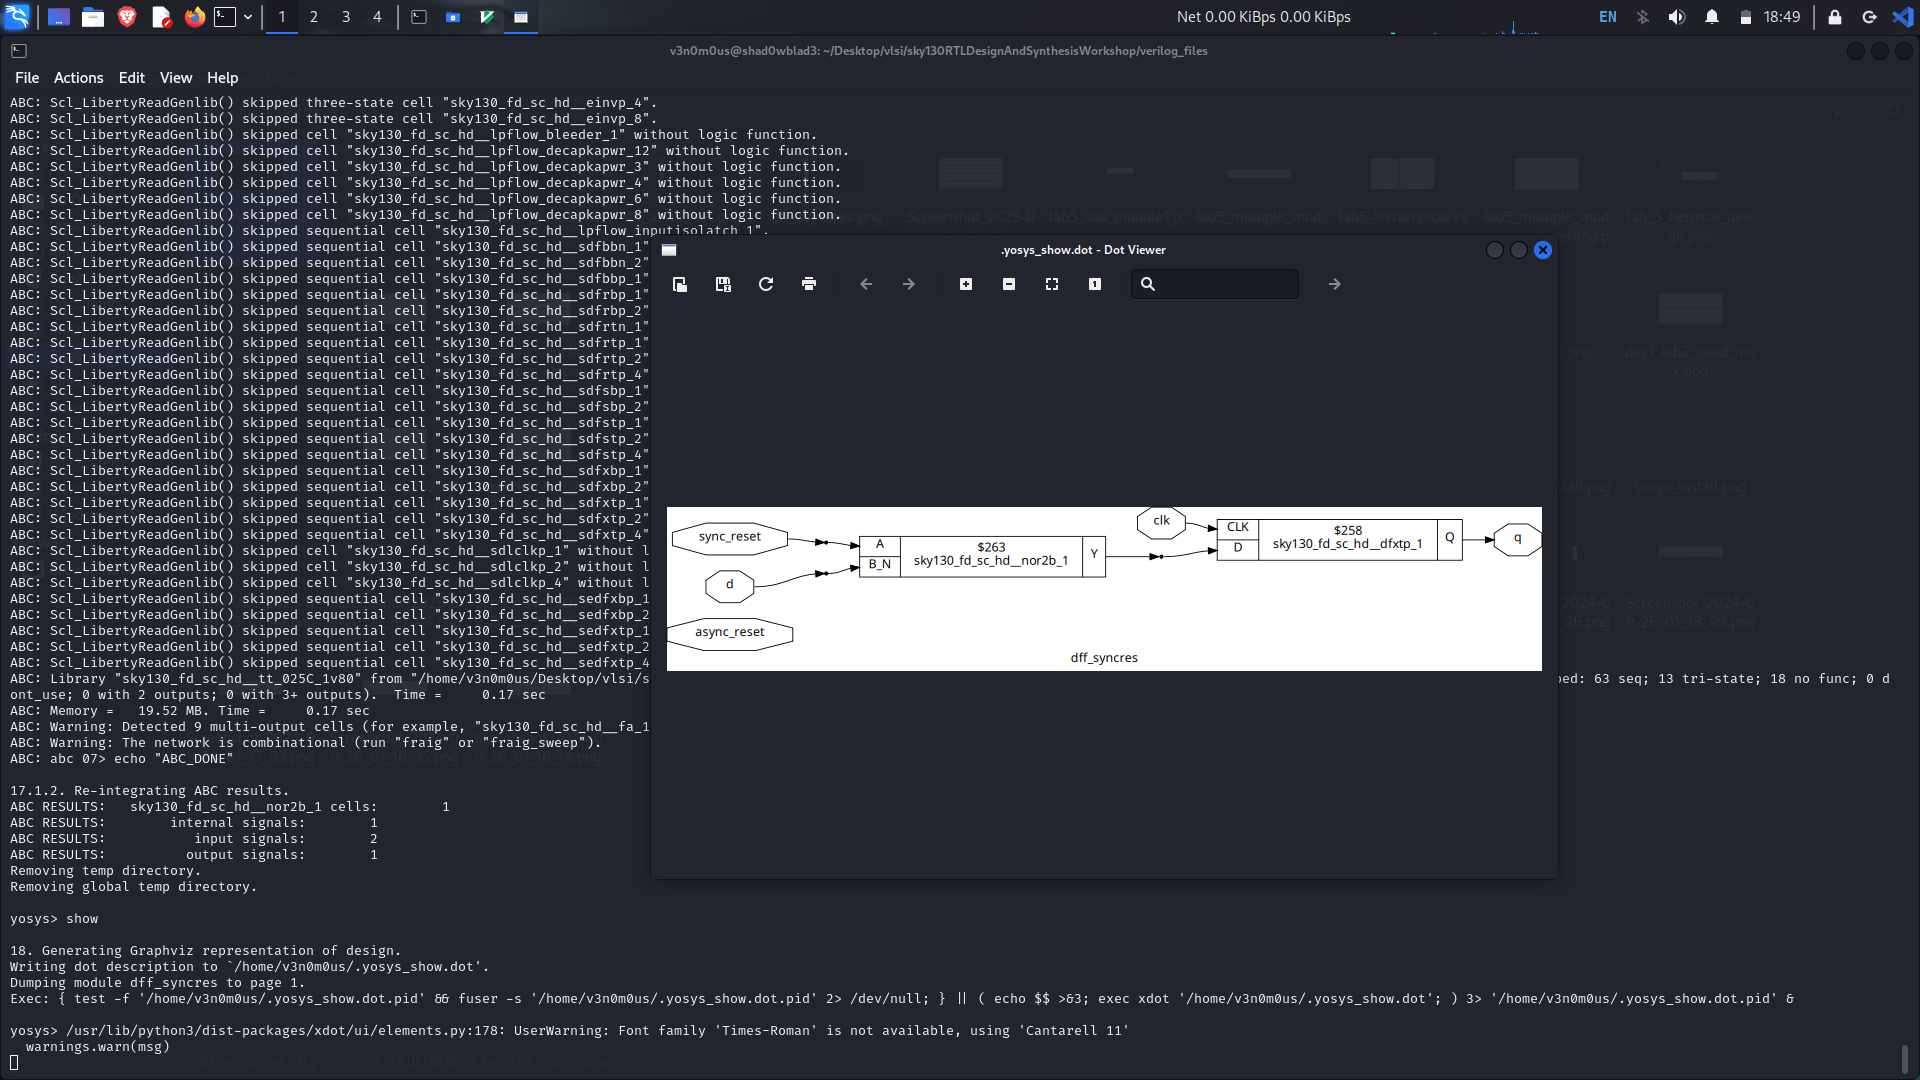 1 2 3 4
Net 0.00 KiBps 0.00 KiBps
EN
18:49
v3n0m0us@shad0wblad3: ~/Desktop/vlsi/sky130RTLDesignAndSynthesisWorkshop/verilog_files
File Actions Edit View Help
ABC: Scl_LibertyReadGenlib() skipped three-state cell "sky130_fd_sc_hd__einvp_4".
ABC: Scl_LibertyReadGenlib() skipped three-state cell "sky130_fd_sc_hd__einvp_8".
ABC: Scl_LibertyReadGenlib() skipped cell "sky130_fd_sc_hd__lpflow_bleeder_1" without logic function.
ABC: Scl_LibertyReadGenlib() skipped cell "sky130_fd_sc_hd__lpflow_decapkapwr_12" without logic function.
ABC: Scl_LibertyReadGenlib() skipped cell "sky130_fd_sc_hd__lpflow_decapkapwr_3" without logic function.
ABC: Scl_LibertyReadGenlib() skipped cell "sky130_fd_sc_hd__lpflow_decapkapwr_4" without logic function.
ABC: Scl_LibertyReadGenlib() skipped cell "sky130_fd_sc_hd__lpflow_decapkapwr_6" without logic function.
ABC: Scl_LibertyReadGenlib() skipped cell "sky130_fd_sc_hd__lpflow_decapkapwr_8" without logic function.
ABC: Scl_LibertyReadGenlib() skipped sequential cell "sky130_fd_sc_hd__lpflow_inputisolatch_1".
ABC: Scl_LibertyReadGenlib() skipped sequential cell "sky130_fd_sc_hd__sdfbbn_1"
ABC: Scl_LibertyReadGenlib() skipped sequential cell "sky130_fd_sc_hd__sdfbbn_2"
ABC: Scl_LibertyReadGenlib() skipped sequential cell "sky130_fd_sc_hd__sdfbbp_1"
ABC: Scl_LibertyReadGenlib() skipped sequential cell "sky130_fd_sc_hd__sdfrbp_1"
ABC: Scl_LibertyReadGenlib() skipped sequential cell "sky130_fd_sc_hd__sdfrbp_2"
ABC: Scl_LibertyReadGenlib() skipped sequential cell "sky130_fd_sc_hd__sdfrtn_1"
ABC: Scl_LibertyReadGenlib() skipped sequential cell "sky130_fd_sc_hd__sdfrtp_1"
ABC: Scl_LibertyReadGenlib() skipped sequential cell "sky130_fd_sc_hd__sdfrtp_2"
ABC: Scl_LibertyReadGenlib() skipped sequential cell "sky130_fd_sc_hd__sdfrtp_4"
ABC: Scl_LibertyReadGenlib() skipped sequential cell "sky130_fd_sc_hd__sdfsbp_1"
ABC: Scl_LibertyReadGenlib() skipped sequential cell "sky130_fd_sc_hd__sdfsbp_2"
ABC: Scl_LibertyReadGenlib() skipped sequential cell "sky130_fd_sc_hd__sdfstp_1"
ABC: Scl_LibertyReadGenlib() skipped sequential cell "sky130_fd_sc_hd__sdfstp_2"
ABC: Scl_LibertyReadGenlib() skipped sequential cell "sky130_fd_sc_hd__sdfstp_4"
ABC: Scl_LibertyReadGenlib() skipped sequential cell "sky130_fd_sc_hd__sdfxbp_1"
ABC: Scl_LibertyReadGenlib() skipped sequential cell "sky130_fd_sc_hd__sdfxbp_2"
ABC: Scl_LibertyReadGenlib() skipped sequential cell "sky130_fd_sc_hd__sdfxtp_1"
ABC: Scl_LibertyReadGenlib() skipped sequential cell "sky130_fd_sc_hd__sdfxtp_2"
ABC: Scl_LibertyReadGenlib() skipped sequential cell "sky130_fd_sc_hd__sdfxtp_4"
ABC: Scl_LibertyReadGenlib() skipped cell "sky130_fd_sc_hd__sdlclkp_1" without l
ABC: Scl_LibertyReadGenlib() skipped cell "sky130_fd_sc_hd__sdlclkp_2" without l
ABC: Scl_LibertyReadGenlib() skipped cell "sky130_fd_sc_hd__sdlclkp_4" without l
ABC: Scl_LibertyReadGenlib() skipped sequential cell "sky130_fd_sc_hd__sedfxbp_1
ABC: Scl_LibertyReadGenlib() skipped sequential cell "sky130_fd_sc_hd__sedfxbp_2
ABC: Scl_LibertyReadGenlib() skipped sequential cell "sky130_fd_sc_hd__sedfxtp_1
ABC: Scl_LibertyReadGenlib() skipped sequential cell "sky130_fd_sc_hd__sedfxtp_2
ABC: Scl_LibertyReadGenlib() skipped sequential cell "sky130_fd_sc_hd__sedfxtp_4
ABC: Library "sky130_fd_sc_hd__tt_025C_1v80" from "/home/v3n0m0us/Desktop/vlsi/s ped: 63 seq; 13 tri-state; 18 no func; 0 d
ont_use; 0 with 2 outputs; 0 with 3+ outputs). Time = 0.17 sec
ABC: Memory = 19.52 MB. Time = 0.17 sec
ABC: Warning: Detected 9 multi-output cells (for example, "sky130_fd_sc_hd__fa_1
ABC: Warning: The network is combinational (run "fraig" or "fraig_sweep").
ABC: abc 07> echo "ABC_DONE"
17.1.2. Re-integrating ABC results.
ABC RESULTS: sky130_fd_sc_hd__nor2b_1 cells: 1
ABC RESULTS: internal signals: 1
ABC RESULTS: input signals: 2
ABC RESULTS: output signals: 1
Removing temp directory.
Removing global temp directory.
yosys> show
18. Generating Graphviz representation of design.
Writing dot description to `/home/v3n0m0us/.yosys_show.dot'.
Dumping module dff_syncres to page 1.
Exec: { test -f '/home/v3n0m0us/.yosys_show.dot.pid' && fuser -s '/home/v3n0m0us/.yosys_show.dot.pid' 2> /dev/null; } || ( echo $$ >&3; exec xdot '/home/v3n0m0us/.yosys_show.dot'; ) 3> '/home/v3n0m0us/.yosys_show.dot.pid' &
yosys> /usr/lib/python3/dist-packages/xdot/ui/elements.py:178: UserWarning: Font family 'Times-Roman' is not available, using 'Cantarell 11'
warnings.warn(msg)
.yosys_show.dot - Dot Viewer
sync_reset
d
async_reset
A
B_N
$263
sky130_fd_sc_hd__nor2b_1
Y
clk
CLK
D
$258
sky130_fd_sc_hd__dfxtp_1
Q
q
dff_syncres